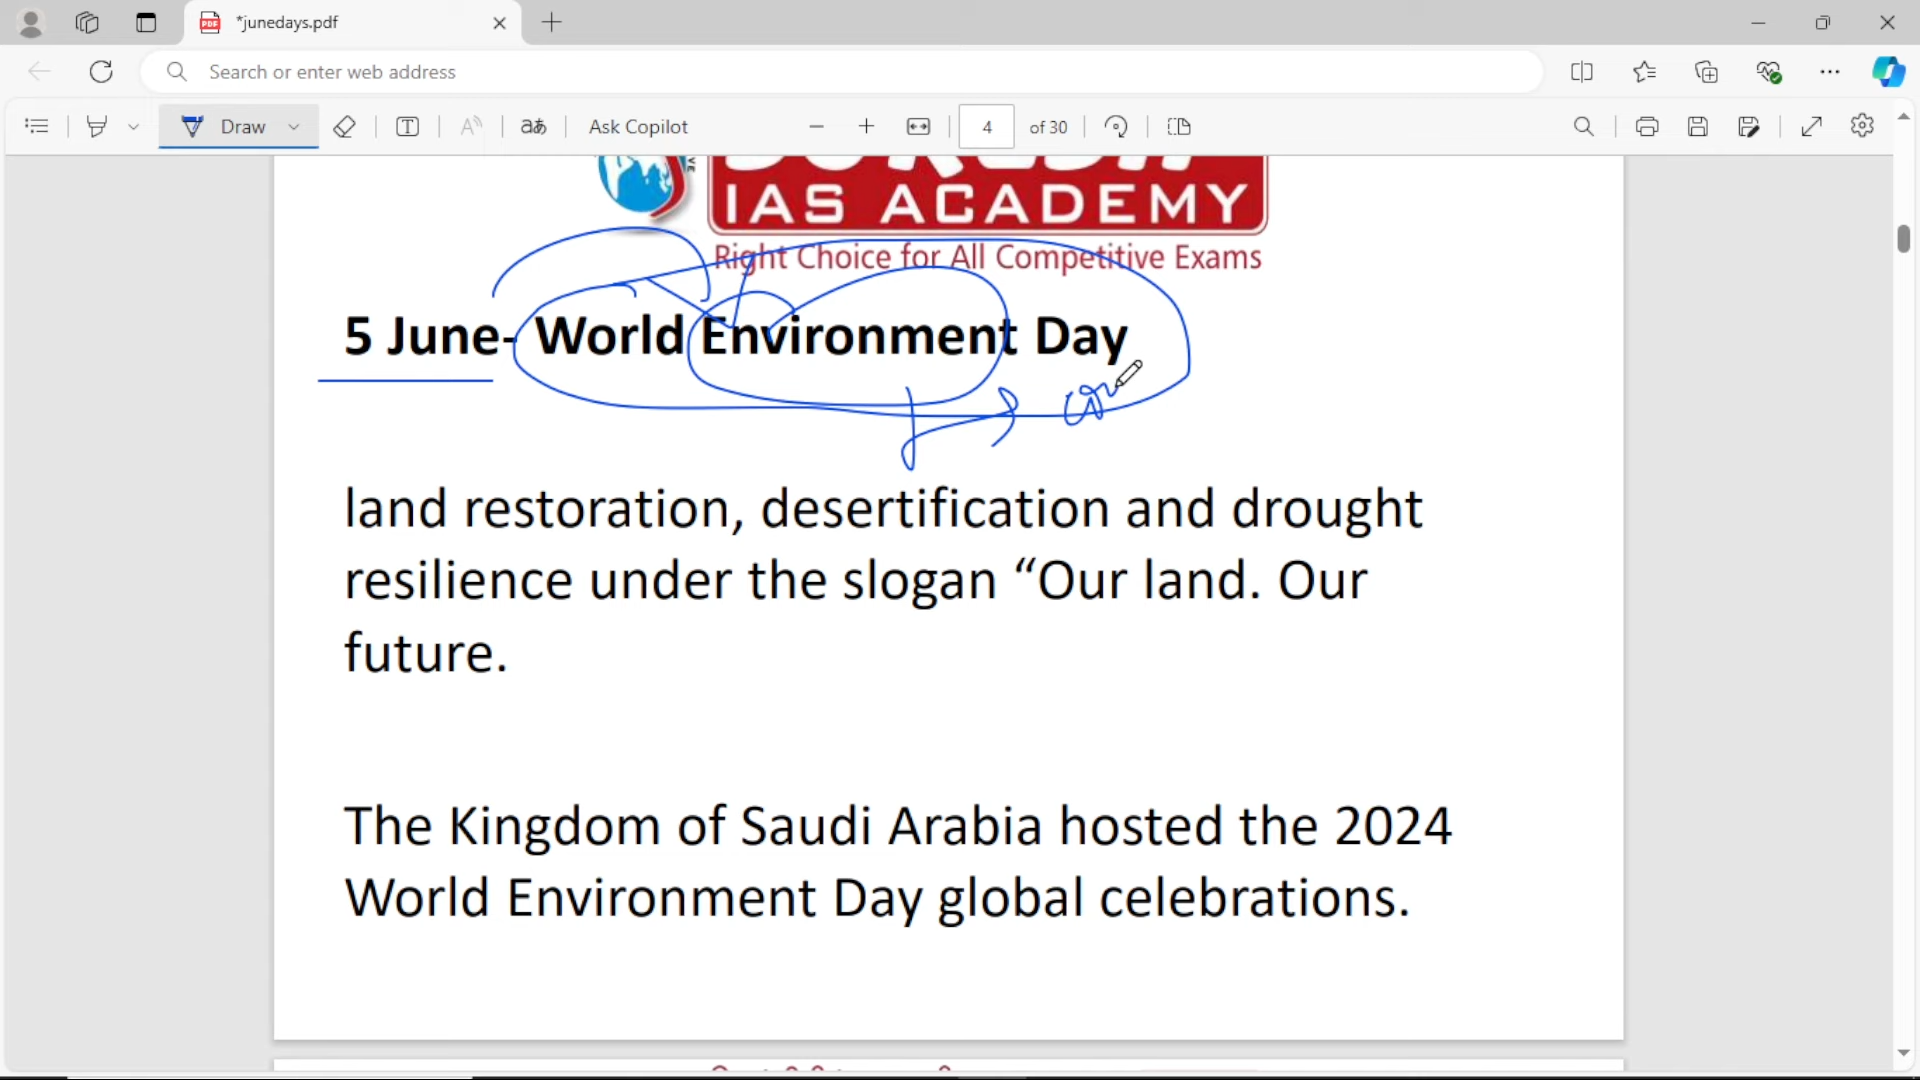 *junedays.pdf
Search or enter web address
Draw
aあ
Ask Copilot
4 of 30
IAS ACADEMY
Right Choice for All Competitive Exams
5 June- World Environment Day
land restoration, desertification and drought
resilience under the slogan “Our land. Our
future.
The Kingdom of Saudi Arabia hosted the 2024
World Environment Day global celebrations.